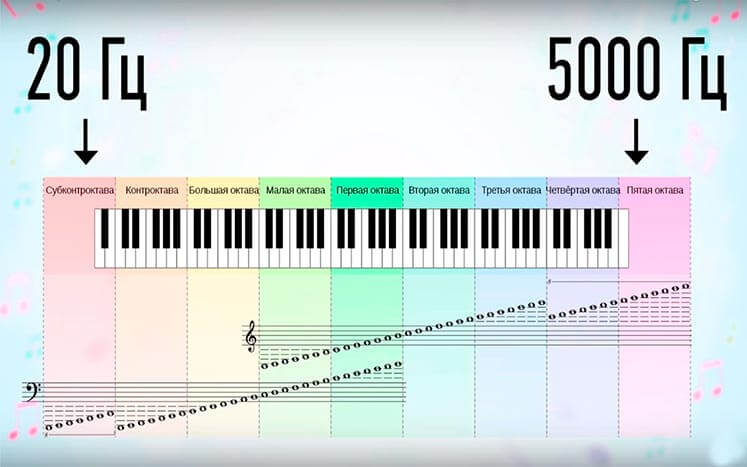 20 Гц
5000 Гц
Субконтроктава Контроктава Большая октава Малая октава Первая октава Вторая октава Третья октава Четвёртая октава Пятая октава